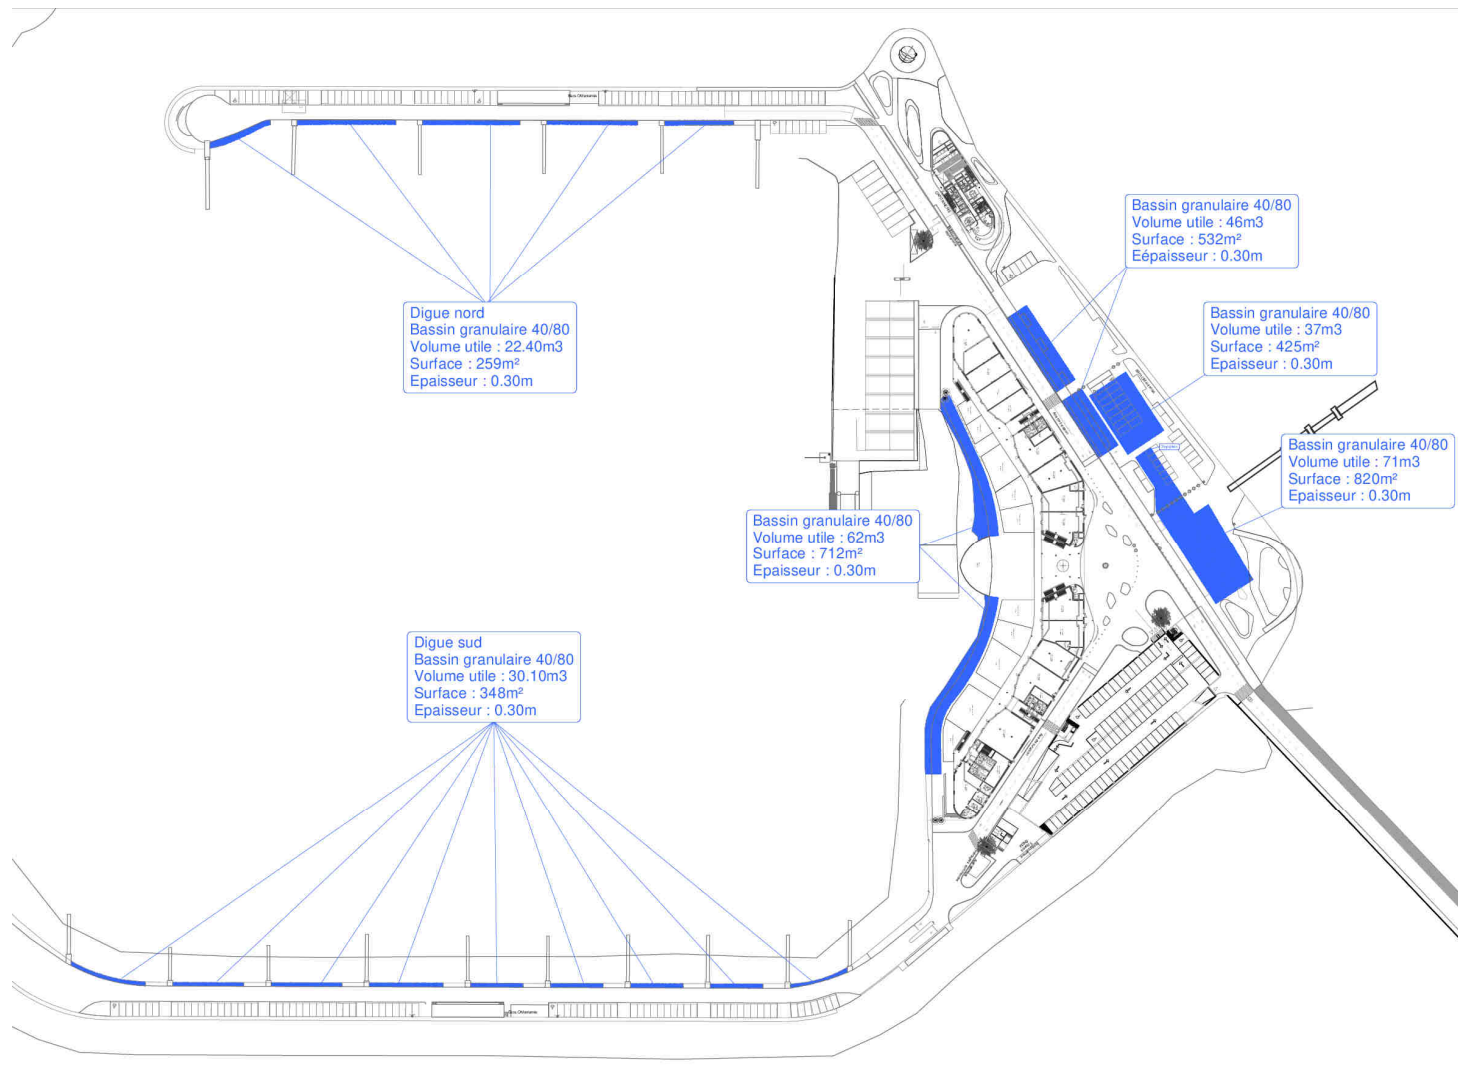 Bassin granulaire 40/80
Volume utile : 46m3
Surface : 532m²
Eépaisseur : 0.30m
Digue nord
Bassin granulaire 40/80
Volume utile : 22.40m3
Surface : 259m²
Epaisseur : 0.30m
Bassin granulaire 40/80
Volume utile : 37m3
Surface : 425m²
Epaisseur : 0.30m
Bassin granulaire 40/80
Volume utile : 71m3
Surface : 820m²
Epaisseur : 0.30m
Bassin granulaire 40/80
Volume utile : 62m3
Surface : 712m²
Epaisseur : 0.30m
Digue sud
Bassin granulaire 40/80
Volume utile : 30.10m3
Surface : 348m²
Epaisseur : 0.30m